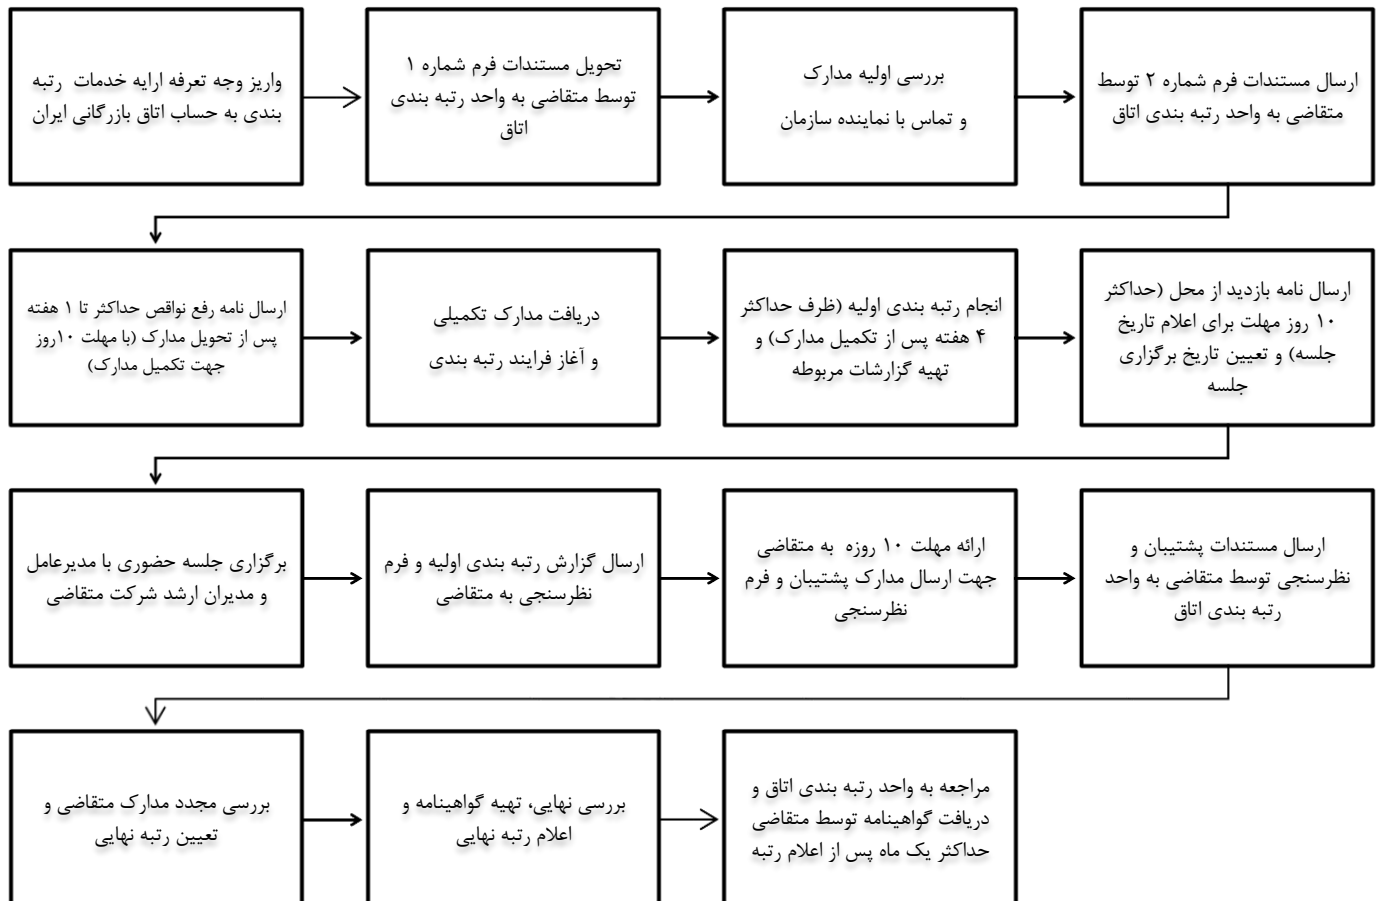 واریز وجه تعرفه ارایه خدمات رتبه
بندی به حساب اتاق بازرگانی ایران
تحویل مستندات فرم شماره ۱
توسط متقاضی به واحد رتبه بندی
اتاق
بررسی اولیه مدارک
و تماس با نماینده سازمان
ارسال مستندات فرم شماره ۲ توسط
متقاضی به واحد رتبه بندی اتاق
ارسال نامه رفع نواقص حداکثر تا ۱ هفته
پس از تحویل مدارک (با مهلت ۱۰روز
جهت تکمیل مدارک)
دریافت مدارک تکمیلی
و آغاز فرایند رتبه بندی
انجام رتبه بندی اولیه (ظرف حداکثر
۴ هفته پس از تکمیل مدارک) و
تهیه گزارشات مربوطه
ارسال نامه بازدید از محل (حداکثر
۱۰ روز مهلت برای اعلام تاریخ
جلسه) و تعیین تاریخ برگزاری
جلسه
برگزاری جلسه حضوری با مدیرعامل
و مدیران ارشد شرکت متقاضی
ارسال گزارش رتبه بندی اولیه و فرم
نظرسنجی به متقاضی
ارائه مهلت ۱۰ روزه به متقاضی
جهت ارسال مدارک پشتیبان و فرم
نظرسنجی
ارسال مستندات پشتیبان و
نظرسنجی توسط متقاضی به واحد
رتبه بندی اتاق
بررسی مجدد مدارک متقاضی و
تعیین رتبه نهایی
بررسی نهایی، تهیه گواهینامه و
اعلام رتبه نهایی
مراجعه به واحد رتبه بندی اتاق و
دریافت گواهینامه توسط متقاضی
حداکثر یک ماه پس از اعلام رتبه